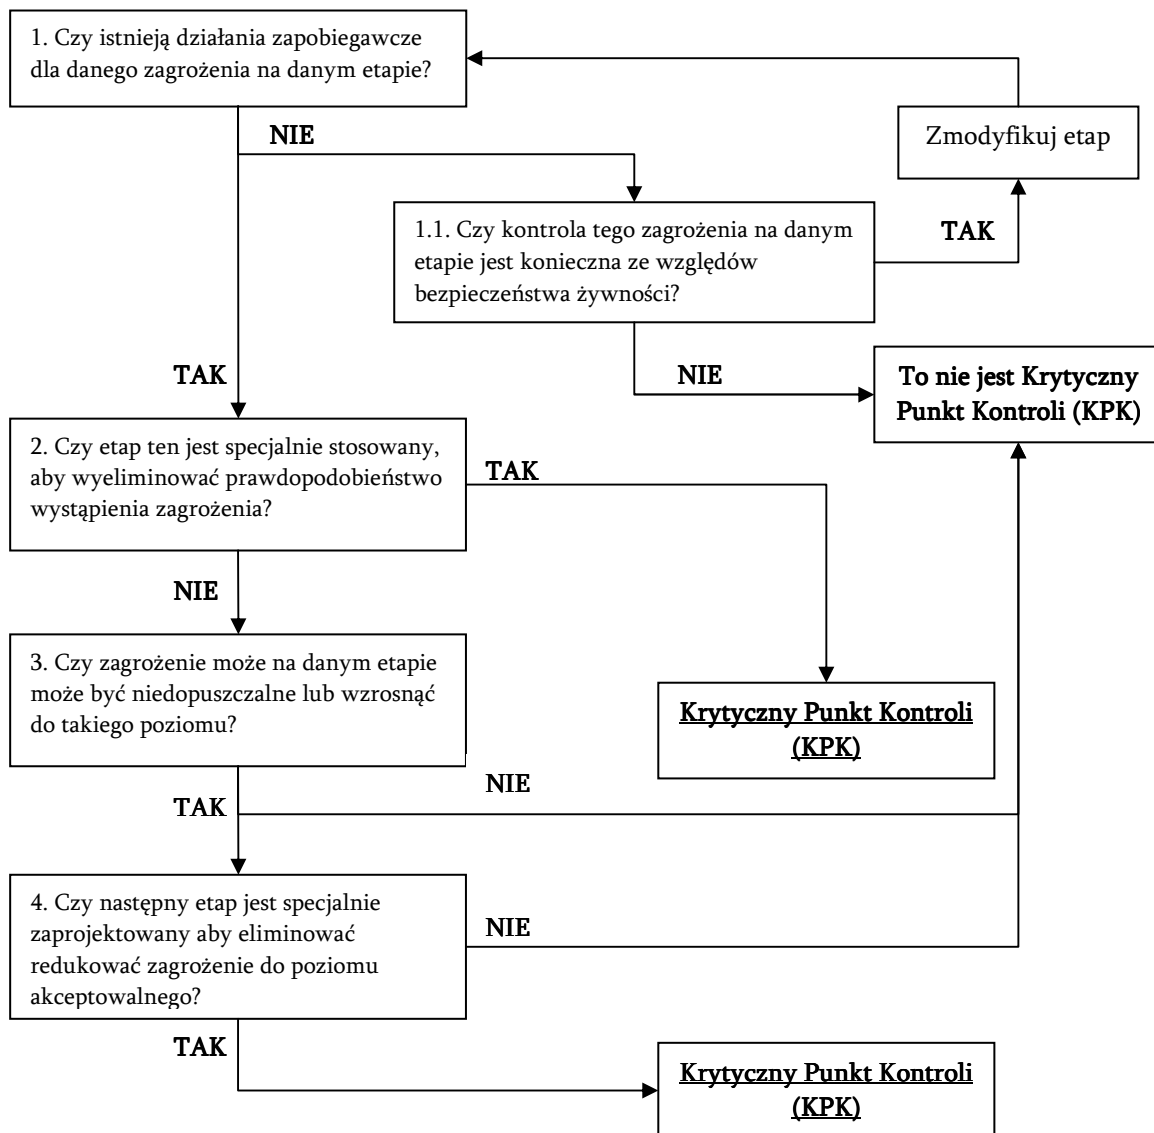 1. Czy istnieją działania zapobiegawcze
dla danego zagrożenia na danym etapie?
NIE
Zmodyfikuj etap
1.1. Czy kontrola tego zagrożenia na danym
etapie jest konieczna ze względów
bezpieczeństwa żywności?
TAK
TAK
NIE
To nie jest Krytyczny
Punkt Kontroli (KPK)
2. Czy etap ten jest specjalnie stosowany,
aby wyeliminować prawdopodobieństwo
wystąpienia zagrożenia?
TAK
NIE
3. Czy zagrożenie może na danym etapie
może być niedopuszczalne lub wzrosnąć
do takiego poziomu?
Krytyczny Punkt Kontroli
(KPK)
NIE
TAK
4. Czy następny etap jest specjalnie
zaprojektowany aby eliminować
redukować zagrożenie do poziomu
akceptowalnego?
NIE
TAK
Krytyczny Punkt Kontroli
(KPK)